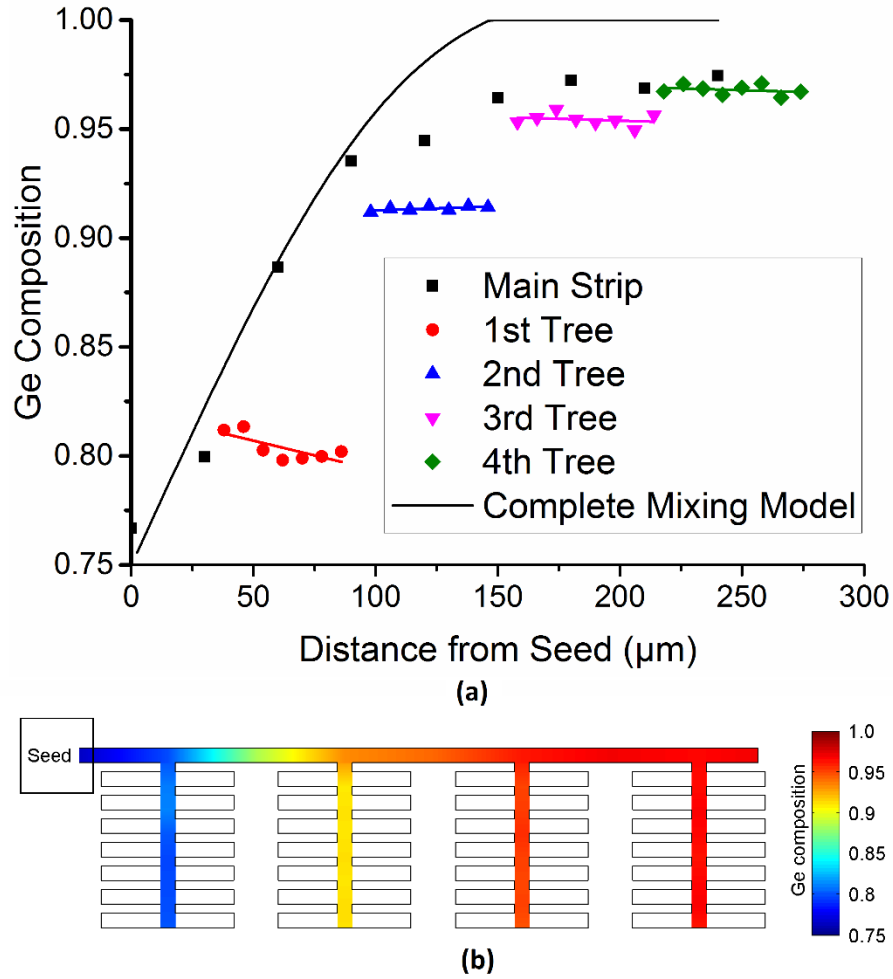 1.00
0.95
0.90
0.85
0.80
0.75
Ge Composition
Main Strip
1st Tree
2nd Tree
3rd Tree
4th Tree
Complete Mixing Model
0 50 100 150 200 250 300
Distance from Seed (µm)
(a)
Seed
1.0
0.95
0.9
0.85
0.8
0.75
Ge composition
(b)